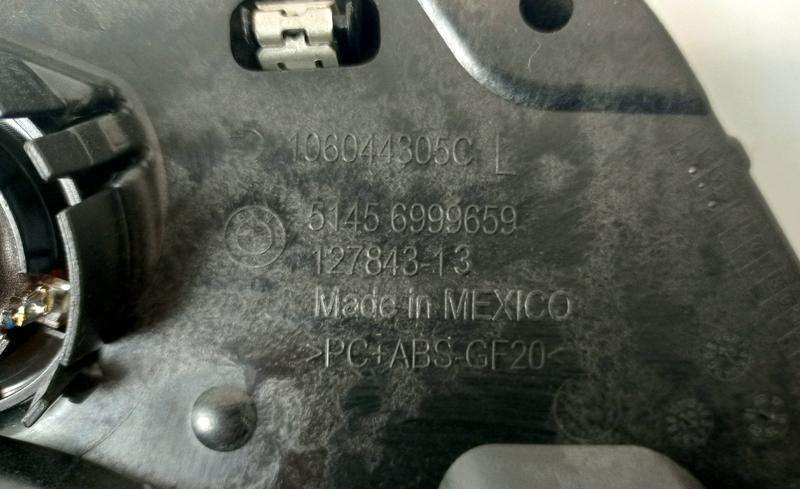 106044305C L
5145 6999659
127843-13
Made in MEXICO
>PC+ABS-GF20<